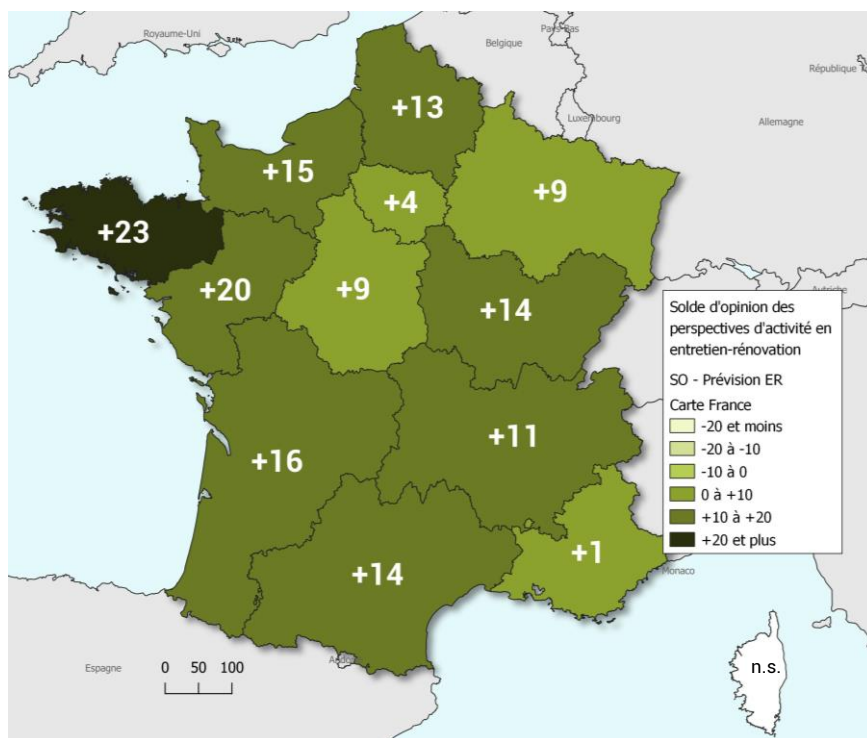 Royaume-Uni
Pays-Bas
Belgique
République T
Luxembourg
Allemagne
+13
+15
+4
+9
+23
+20
+9
+14
Autriche
+16
+11
+14
+1
Solde d'opinion des
perspectives d'activité en
entretien-rénovation
SO - Prévision ER
Carte France
-20 et moins
-20 à -10
-10 à 0
0 à +10
+10 à +20
+20 et plus
Monaco
Espagne
0 50 100
n.s.